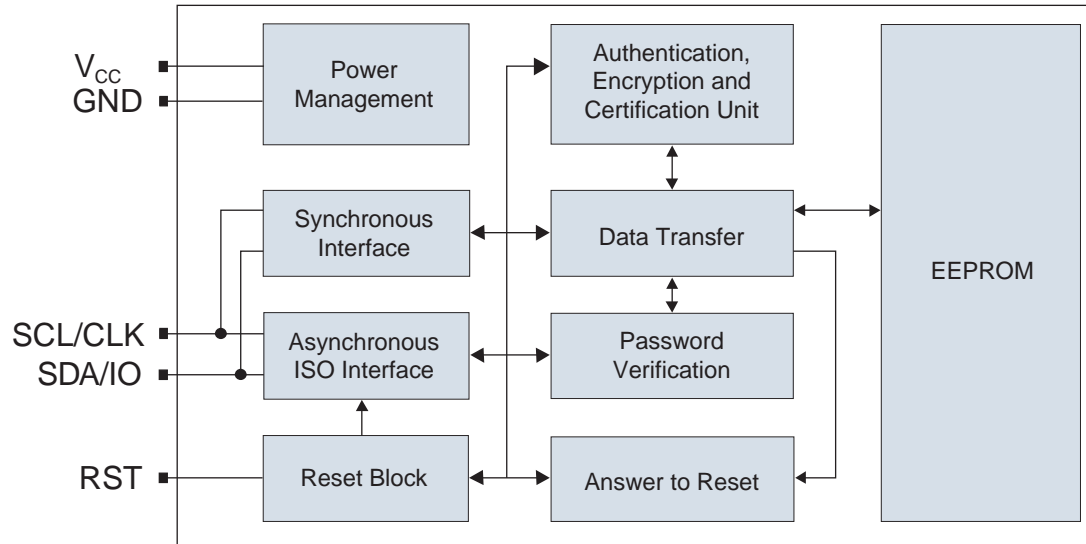 V_CC
GND
SCL/CLK
SDA/IO
RST
Power
Management
Synchronous
Interface
Asynchronous
ISO Interface
Reset Block
Authentication,
Encryption and
Certification Unit
Data Transfer
Password
Verification
Answer to Reset
EEPROM